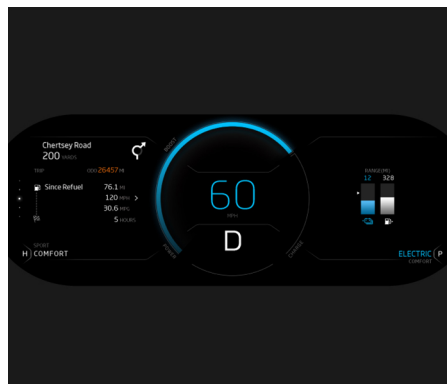 Chertsey Road
200 YARDS
TRIP
ODO 26457 MI
Since Refuel
76.1 MI
120 MPH
30.6 MPG
5 HOURS
SPORT
H COMFORT
BOOST
POWER
CHARGE
60
MPH
D
RANGE(MI)
12 328
ELECTRIC P
COMFORT